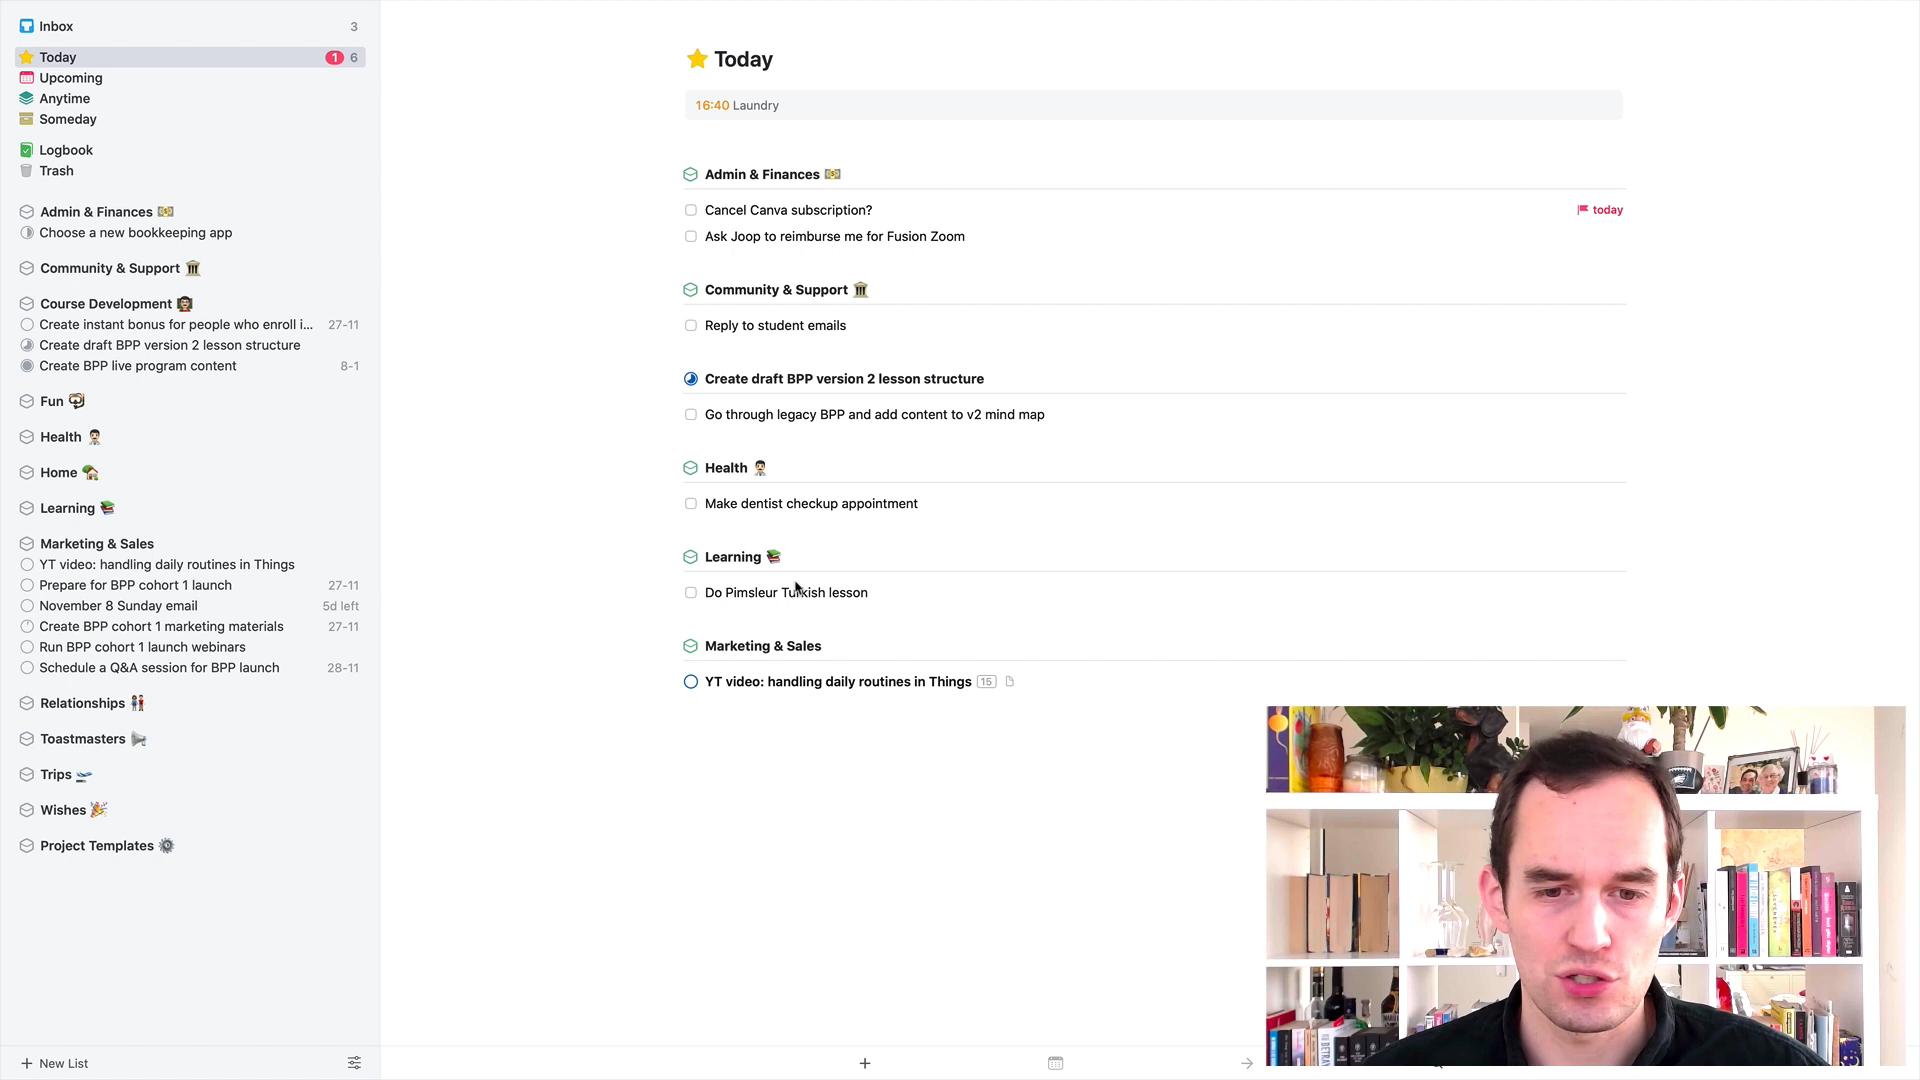 Inbox 3
Today 1 6
Upcoming
Anytime
Someday
Logbook
Trash
Admin & Finances
Choose a new bookkeeping app
Community & Support
Course Development
Create instant bonus for people who enroll i... 27-11
Create draft BPP version 2 lesson structure
Create BPP live program content 8-1
Fun
Health
Home
Learning
Marketing & Sales
YT video: handling daily routines in Things
Prepare for BPP cohort 1 launch 27-11
November 8 Sunday email 5d left
Create BPP cohort 1 marketing materials 27-11
Run BPP cohort 1 launch webinars
Schedule a Q&A session for BPP launch 28-11
Relationships
Toastmasters
Trips
Wishes
Project Templates
New List
Today
16:40 Laundry
Admin & Finances
Cancel Canva subscription? today
Ask Joop to reimburse me for Fusion Zoom
Community & Support
Reply to student emails
Create draft BPP version 2 lesson structure
Go through legacy BPP and add content to v2 mind map
Health
Make dentist checkup appointment
Learning
Do Pimsleur Turkish lesson
Marketing & Sales
YT video: handling daily routines in Things 15